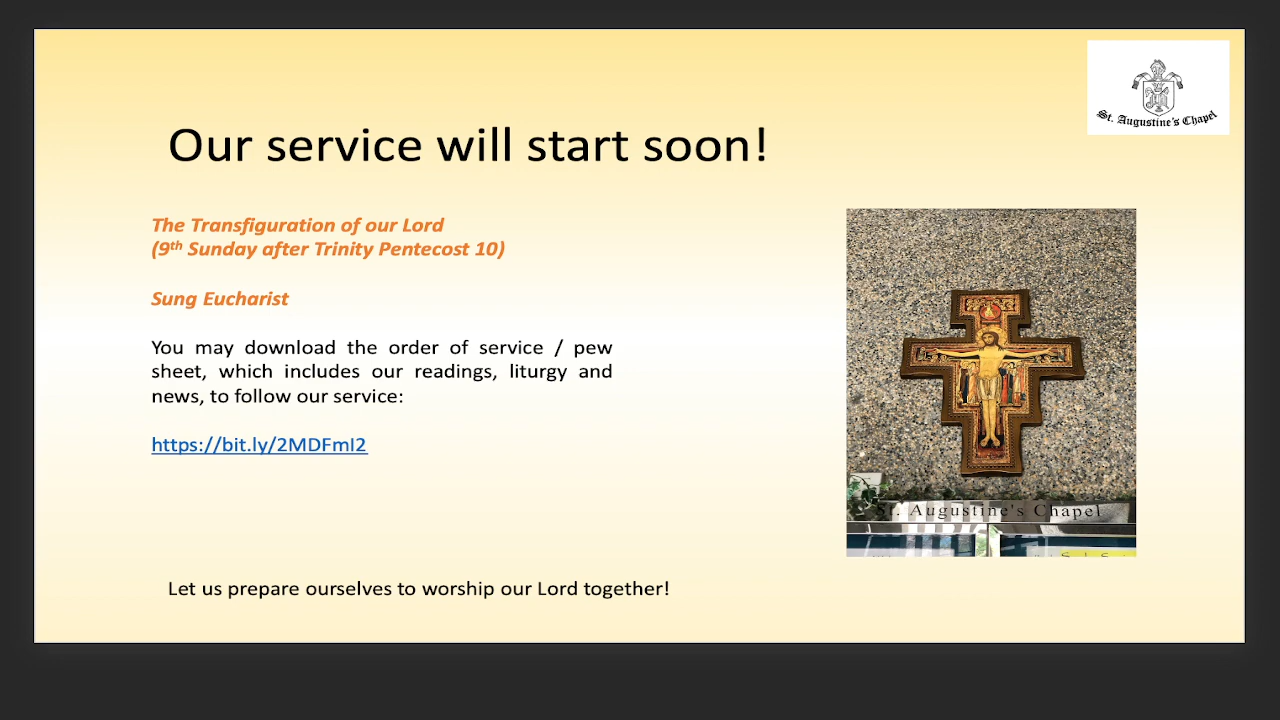 St. Augustine's Chapel
Our service will start soon!
The Transfiguration of our Lord
(9th Sunday after Trinity Pentecost 10)
Sung Eucharist
You may download the order of service / pew
sheet, which includes our readings, liturgy and
news, to follow our service:
https://bit.ly/2MDFmI2
St. Augustine's Chapel
Let us prepare ourselves to worship our Lord together!